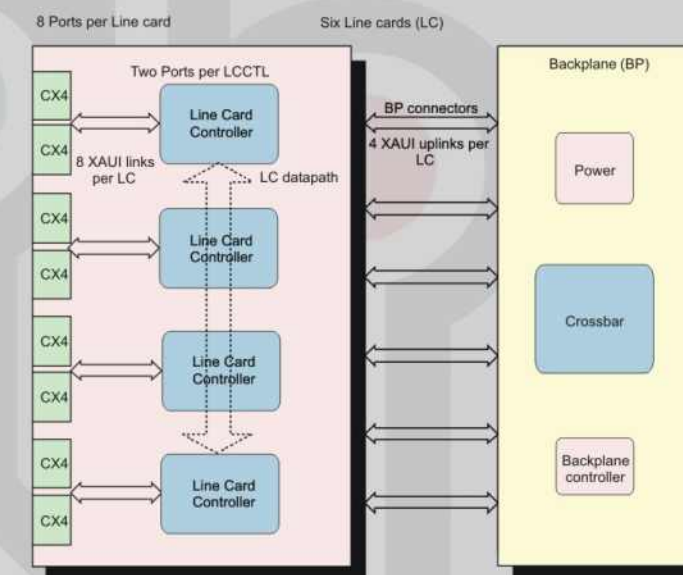 8 Ports per Line card
Six Line cards (LC)
Two Ports per LCCTL
CX4
CX4
8 XAUI links
per LC
Line Card
Controller
LC datapath
CX4
CX4
Line Card
Controller
CX4
CX4
Line Card
Controller
CX4
CX4
Line Card
Controller
BP connectors
4 XAUI uplinks per
LC
Backplane (BP)
Power
Crossbar
Backplane
controller